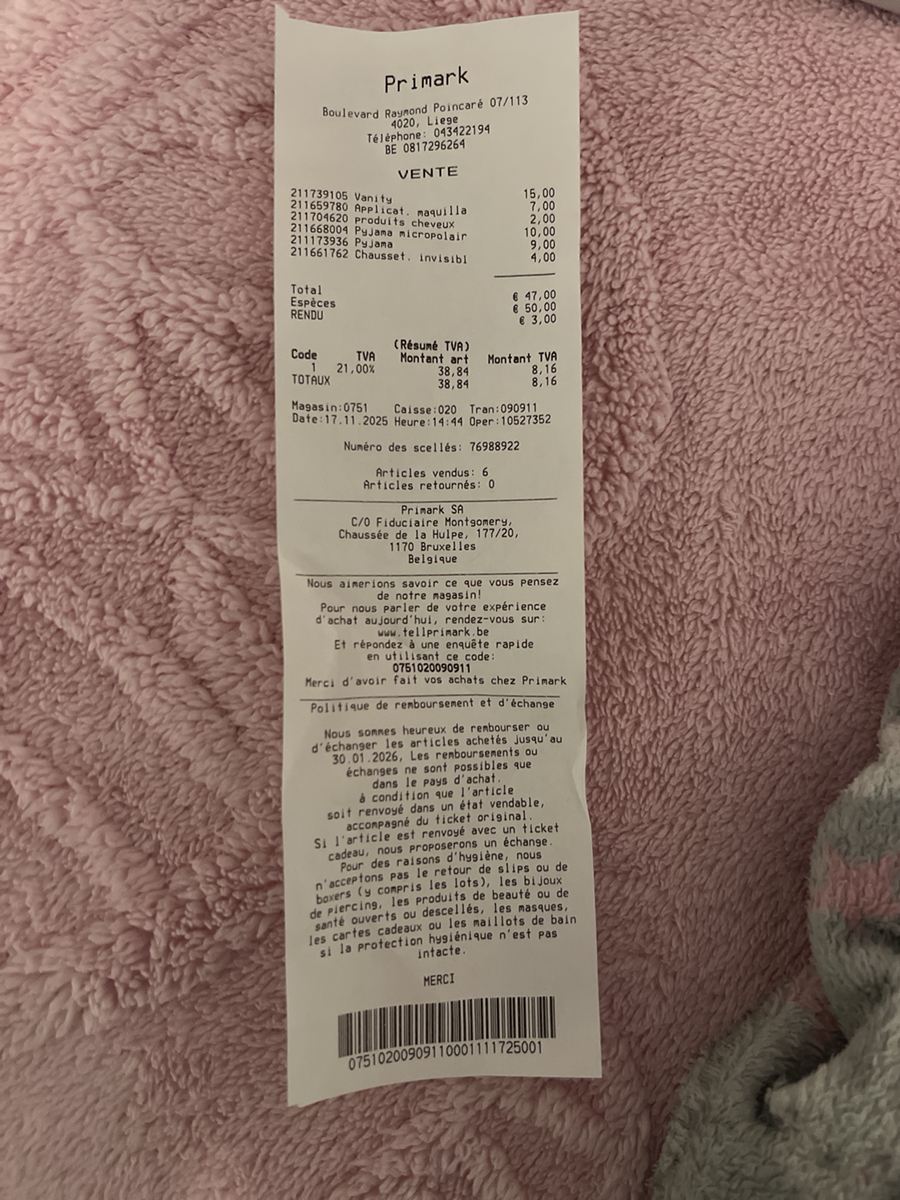 Primark
Boulevard Raymond Poincaré 07/113
4020, Liege
Téléphone: 043422194
BE 0817296264
VENTE
211739105 Vanity 15,00
211659780 Applicat. maquilla 7,00
211704620 produits cheveux 2,00
211668004 Pyjama micropolair 10,00
211173936 Pyjama 9,00
211661762 Chausset. invisibl 4,00
Total € 47,00
Espèces € 50,00
RENDU € 3,00
(Résumé TVA)
Code TVA Montant art Montant TVA
1 21,00% 38,84 8,16
TOTAUX 38,84 8,16
Magasin:0751 Caisse:020 Tran:090911
Date:17.11.2025 Heure:14:44 Oper:10527352
Numéro des scellés: 76988922
Articles vendus: 6
Articles retournés: 0
Primark SA
C/O Fiduciaire Montgomery,
Chaussée de la Hulpe, 177/20,
1170 Bruxelles
Belgique
Nous aimerions savoir ce que vous pensez
de notre magasin!
Pour nous parler de votre expérience
d'achat aujourd'hui, rendez-vous sur:
www.tellprimark.be
Et répondez à une enquête rapide
en utilisant ce code:
0751020090911
Merci d'avoir fait vos achats chez Primark
Politique de remboursement et d'échange
Nous sommes heureux de rembourser ou
d'échanger les articles achetés jusqu'au
30.01.2026, Les remboursements ou
échanges ne sont possibles que
dans le pays d'achat.
à condition que l'article
soit renvoyé dans un état vendable,
accompagné du ticket original.
Si l'article est renvoyé avec un ticket
cadeau, nous proposerons un échange.
Pour des raisons d'hygiène, nous
n'acceptons pas le retour de slips ou de
boxers (y compris les lots), les bijoux
de piercing, les produits de beauté ou de
santé ouverts ou descellés, les masques,
les cartes cadeaux ou les maillots de bain
si la protection hygiénique n'est pas
intacte.
MERCI
07510200909110001111725001